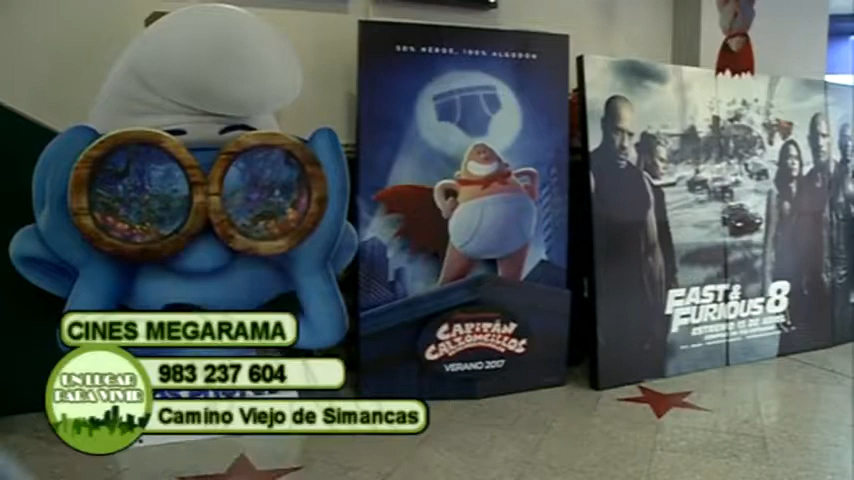 50% HÉROE, 100% ALGODÓN
CAPITÁN
CALZONCILLOS
VERANO 2017
FAST &
FURIOUS 8
CINES MEGARAMA
983 237 604
Camino Viejo de Simancas
UN LUGAR
PARA VIVIR